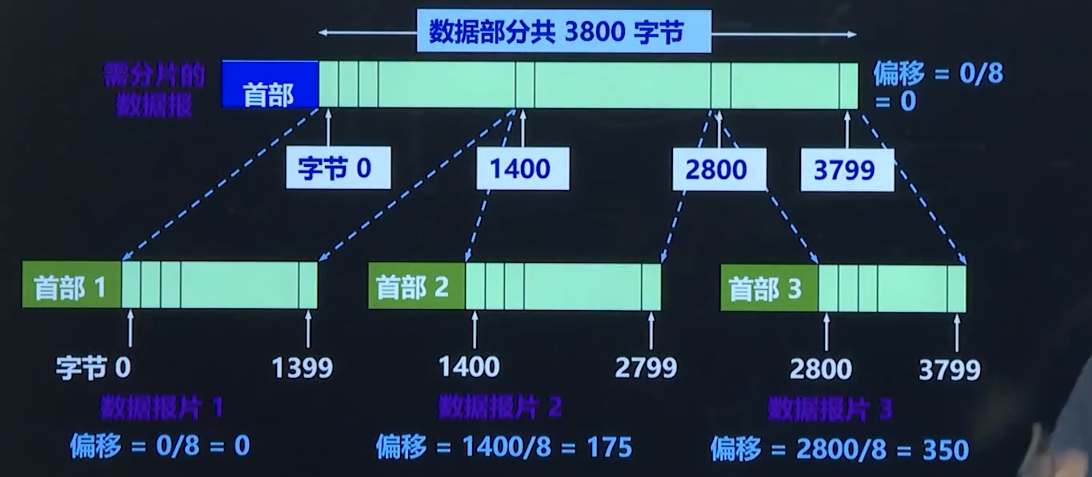 数据部分共 3800 字节
需分片的
数据报
首部
偏移 = 0/8
= 0
字节 0
1400
2800
3799
首部 1
首部 2
首部 3
字节 0
1399
1400
2799
2800
3799
数据报片 1
数据报片 2
数据报片 3
偏移 = 0/8 = 0
偏移 = 1400/8 = 175
偏移 = 2800/8 = 350